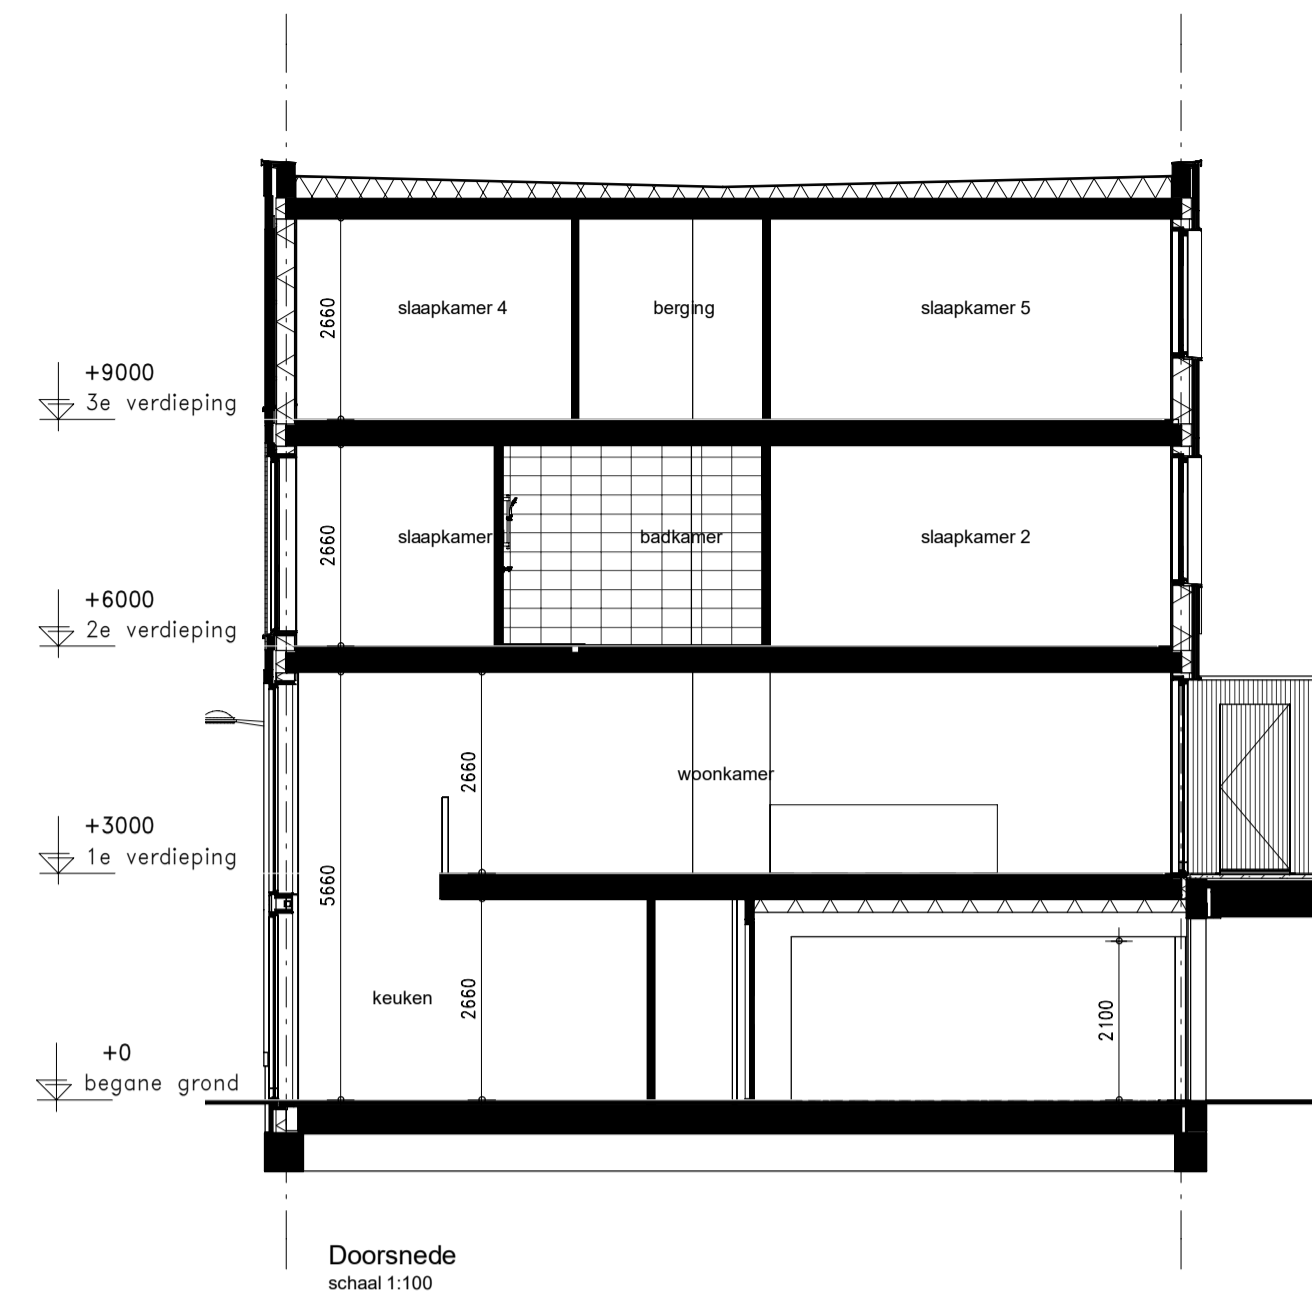 2660
slaapkamer 4
berging
slaapkamer 5
+9000
3e verdieping
2660
slaapkamer
badkamer
slaapkamer 2
+6000
2e verdieping
2660
woonkamer
+3000
1e verdieping
5660
keuken
2660
2100
+0
begane grond
Doorsnede
schaal 1:100